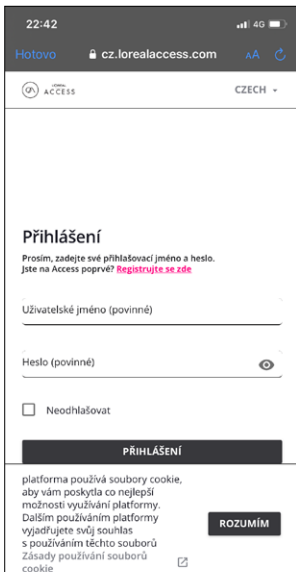 22:42
4G
Hotovo
cz.lorealaccess.com
AA
L'ORÉAL
ACCESS
CZECH
Přihlášení
Prosím, zadejte své přihlašovací jméno a heslo.
Jste na Access poprvé? Registrujte se zde
Uživatelské jméno (povinné)
Heslo (povinné)
Neodhlašovat
PŘIHLÁŠENÍ
platforma používá soubory cookie,
aby vám poskytla co nejlepší
možnosti využívání platformy.
Dalším používáním platformy
vyjadřujete svůj souhlas
s používáním těchto souborů
Zásady používání souborů
cookie
ROZUMÍM